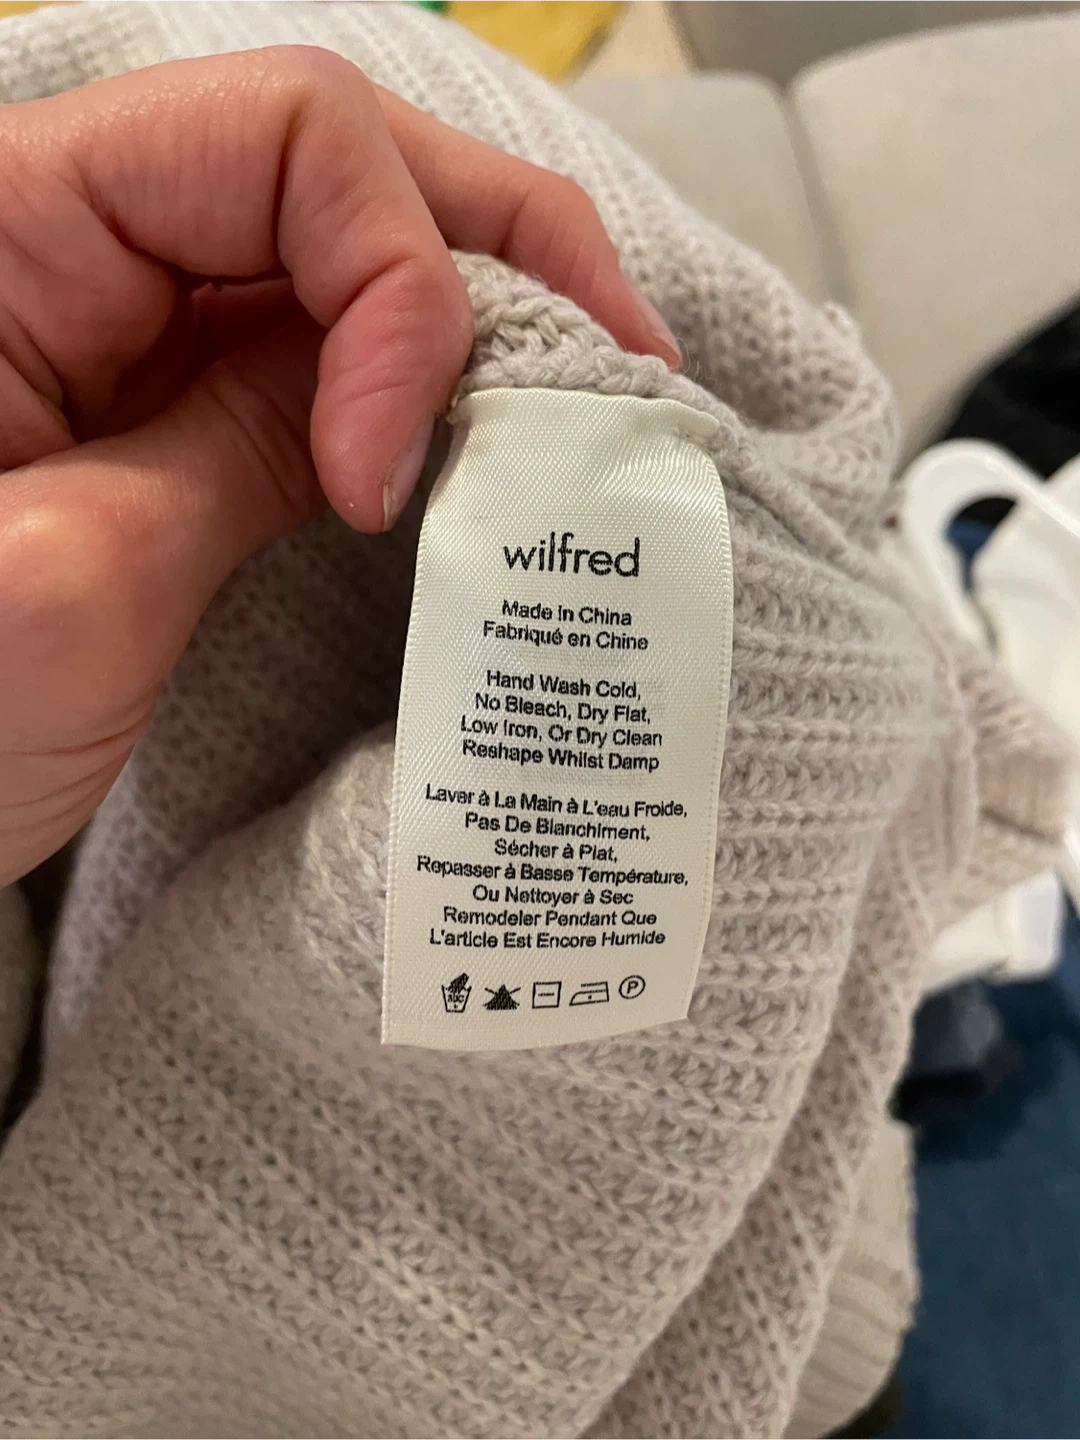 wilfred
Made In China
Fabriqué en Chine
Hand Wash Cold,
No Bleach, Dry Flat,
Low Iron, Or Dry Clean
Reshape Whilst Damp
Laver à La Main à L'eau Froide,
Pas De Blanchiment,
Sécher à Plat,
Repasser à Basse Température,
Ou Nettoyer à Sec
Remodeler Pendant Que
L'article Est Encore Humide
P